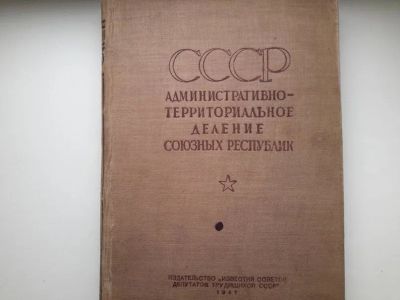 СССР
АДМИНИСТРАТИВНО-
ТЕРРИТОРИАЛЬНОЕ
ДЕЛЕНИЕ
СОЮЗНЫХ РЕСПУБЛИК
ИЗДАТЕЛЬСТВО „ИЗВЕСТИЯ СОВЕТОВ
ДЕПУТАТОВ ТРУДЯЩИХСЯ СССР"